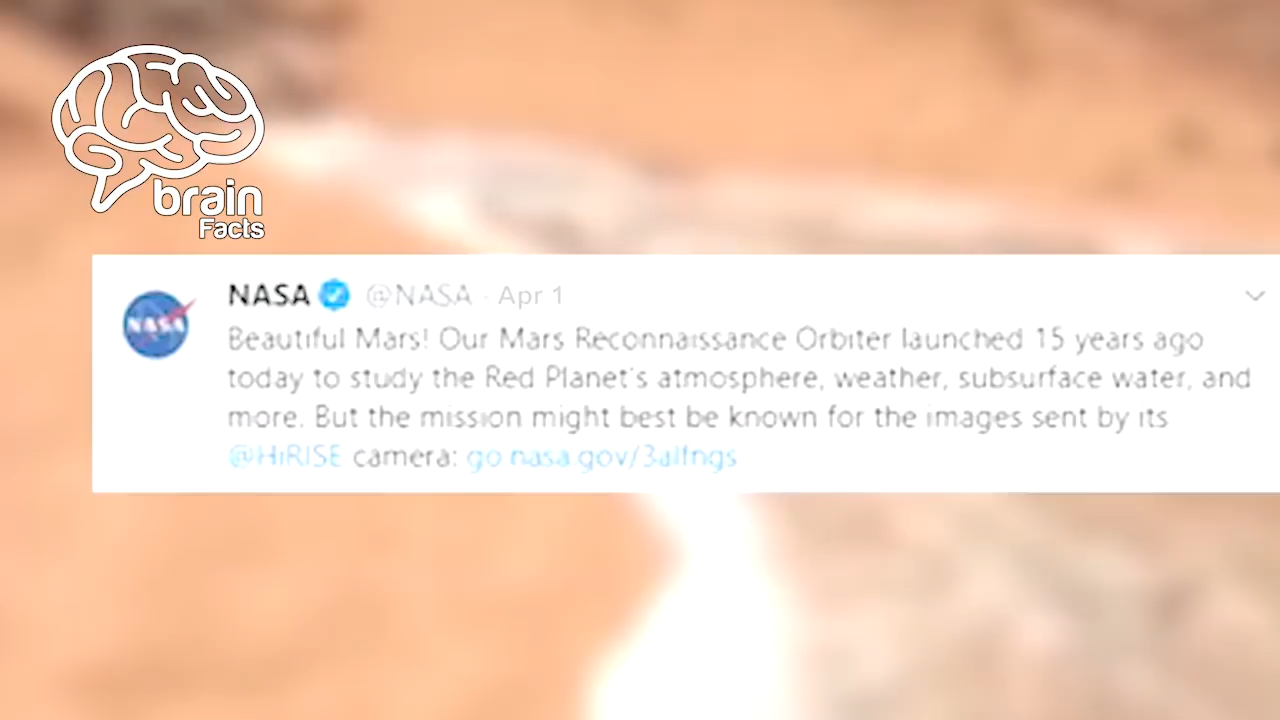 brain
Facts
NASA @NASA · Apr 1
NASA
Beautiful Mars! Our Mars Reconnaissance Orbiter launched 15 years ago
today to study the Red Planet's atmosphere, weather, subsurface water, and
more. But the mission might best be known for the images sent by its
@HiRISE camera: go.nasa.gov/3alfngs